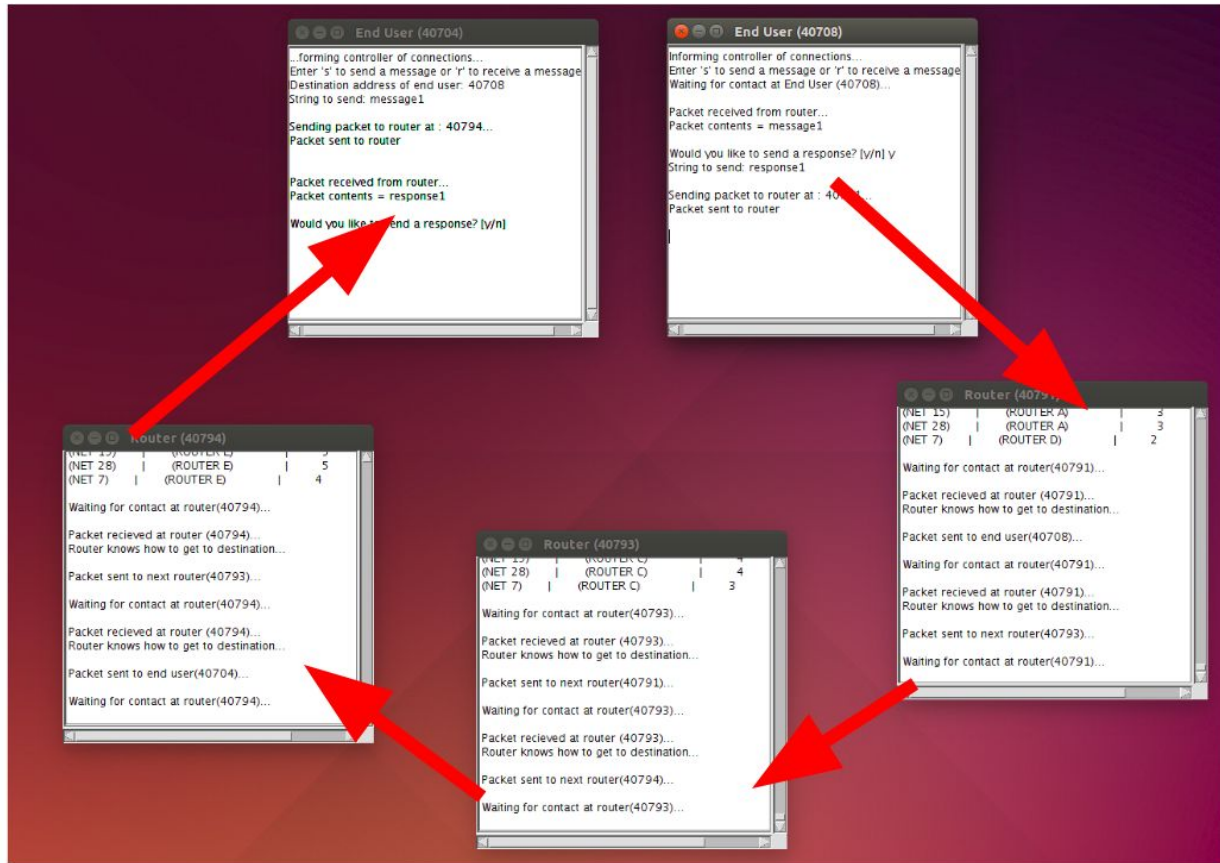 End User (40704)
...forming controller of connections...
Enter 's' to send a message or 'r' to receive a message
Destination address of end user: 40708
String to send: message1
Sending packet to router at : 40794...
Packet sent to router
Packet received from router...
Packet contents = response1
Would you like to send a response? [y/n]
End User (40708)
Informing controller of connections...
Enter 's' to send a message or 'r' to receive a message
Waiting for contact at End User (40708)...
Packet received from router...
Packet contents = message1
Would you like to send a response? [y/n] y
String to send: response1
Sending packet to router at :
Packet sent to router
Router (40794)
(ROUTER E) |
(NET 28) | (ROUTER E) | 5
(NET 7) | (ROUTER E) | 4
Waiting for contact at router(40794)...
Packet recieved at router (40794)...
Router knows how to get to destination...
Packet sent to next router(40793)...
Waiting for contact at router(40794)...
Packet recieved at router (40794)...
Router knows how to get to destination...
Packet sent to end user(40704)...
Waiting for contact at router(40794)...
Router (40793)
(ROUTER C) |
(NET 28) | (ROUTER C) | 4
(NET 7) | (ROUTER C) | 3
Waiting for contact at router(40793)...
Packet recieved at router (40793)...
Router knows how to get to destination...
Packet sent to next router(40791)...
Waiting for contact at router(40793)...
Packet recieved at router (40793)...
Router knows how to get to destination...
Packet sent to next router(40794)...
Waiting for contact at router(40793)...
Router (40791)
(NET 15) | (ROUTER A) | 3
(NET 28) | (ROUTER A) | 3
(NET 7) | (ROUTER D) | 2
Waiting for contact at router(40791)...
Packet recieved at router (40791)...
Router knows how to get to destination...
Packet sent to end user(40708)...
Waiting for contact at router(40791)...
Packet recieved at router (40791)...
Router knows how to get to destination...
Packet sent to next router(40793)...
Waiting for contact at router(40791)...